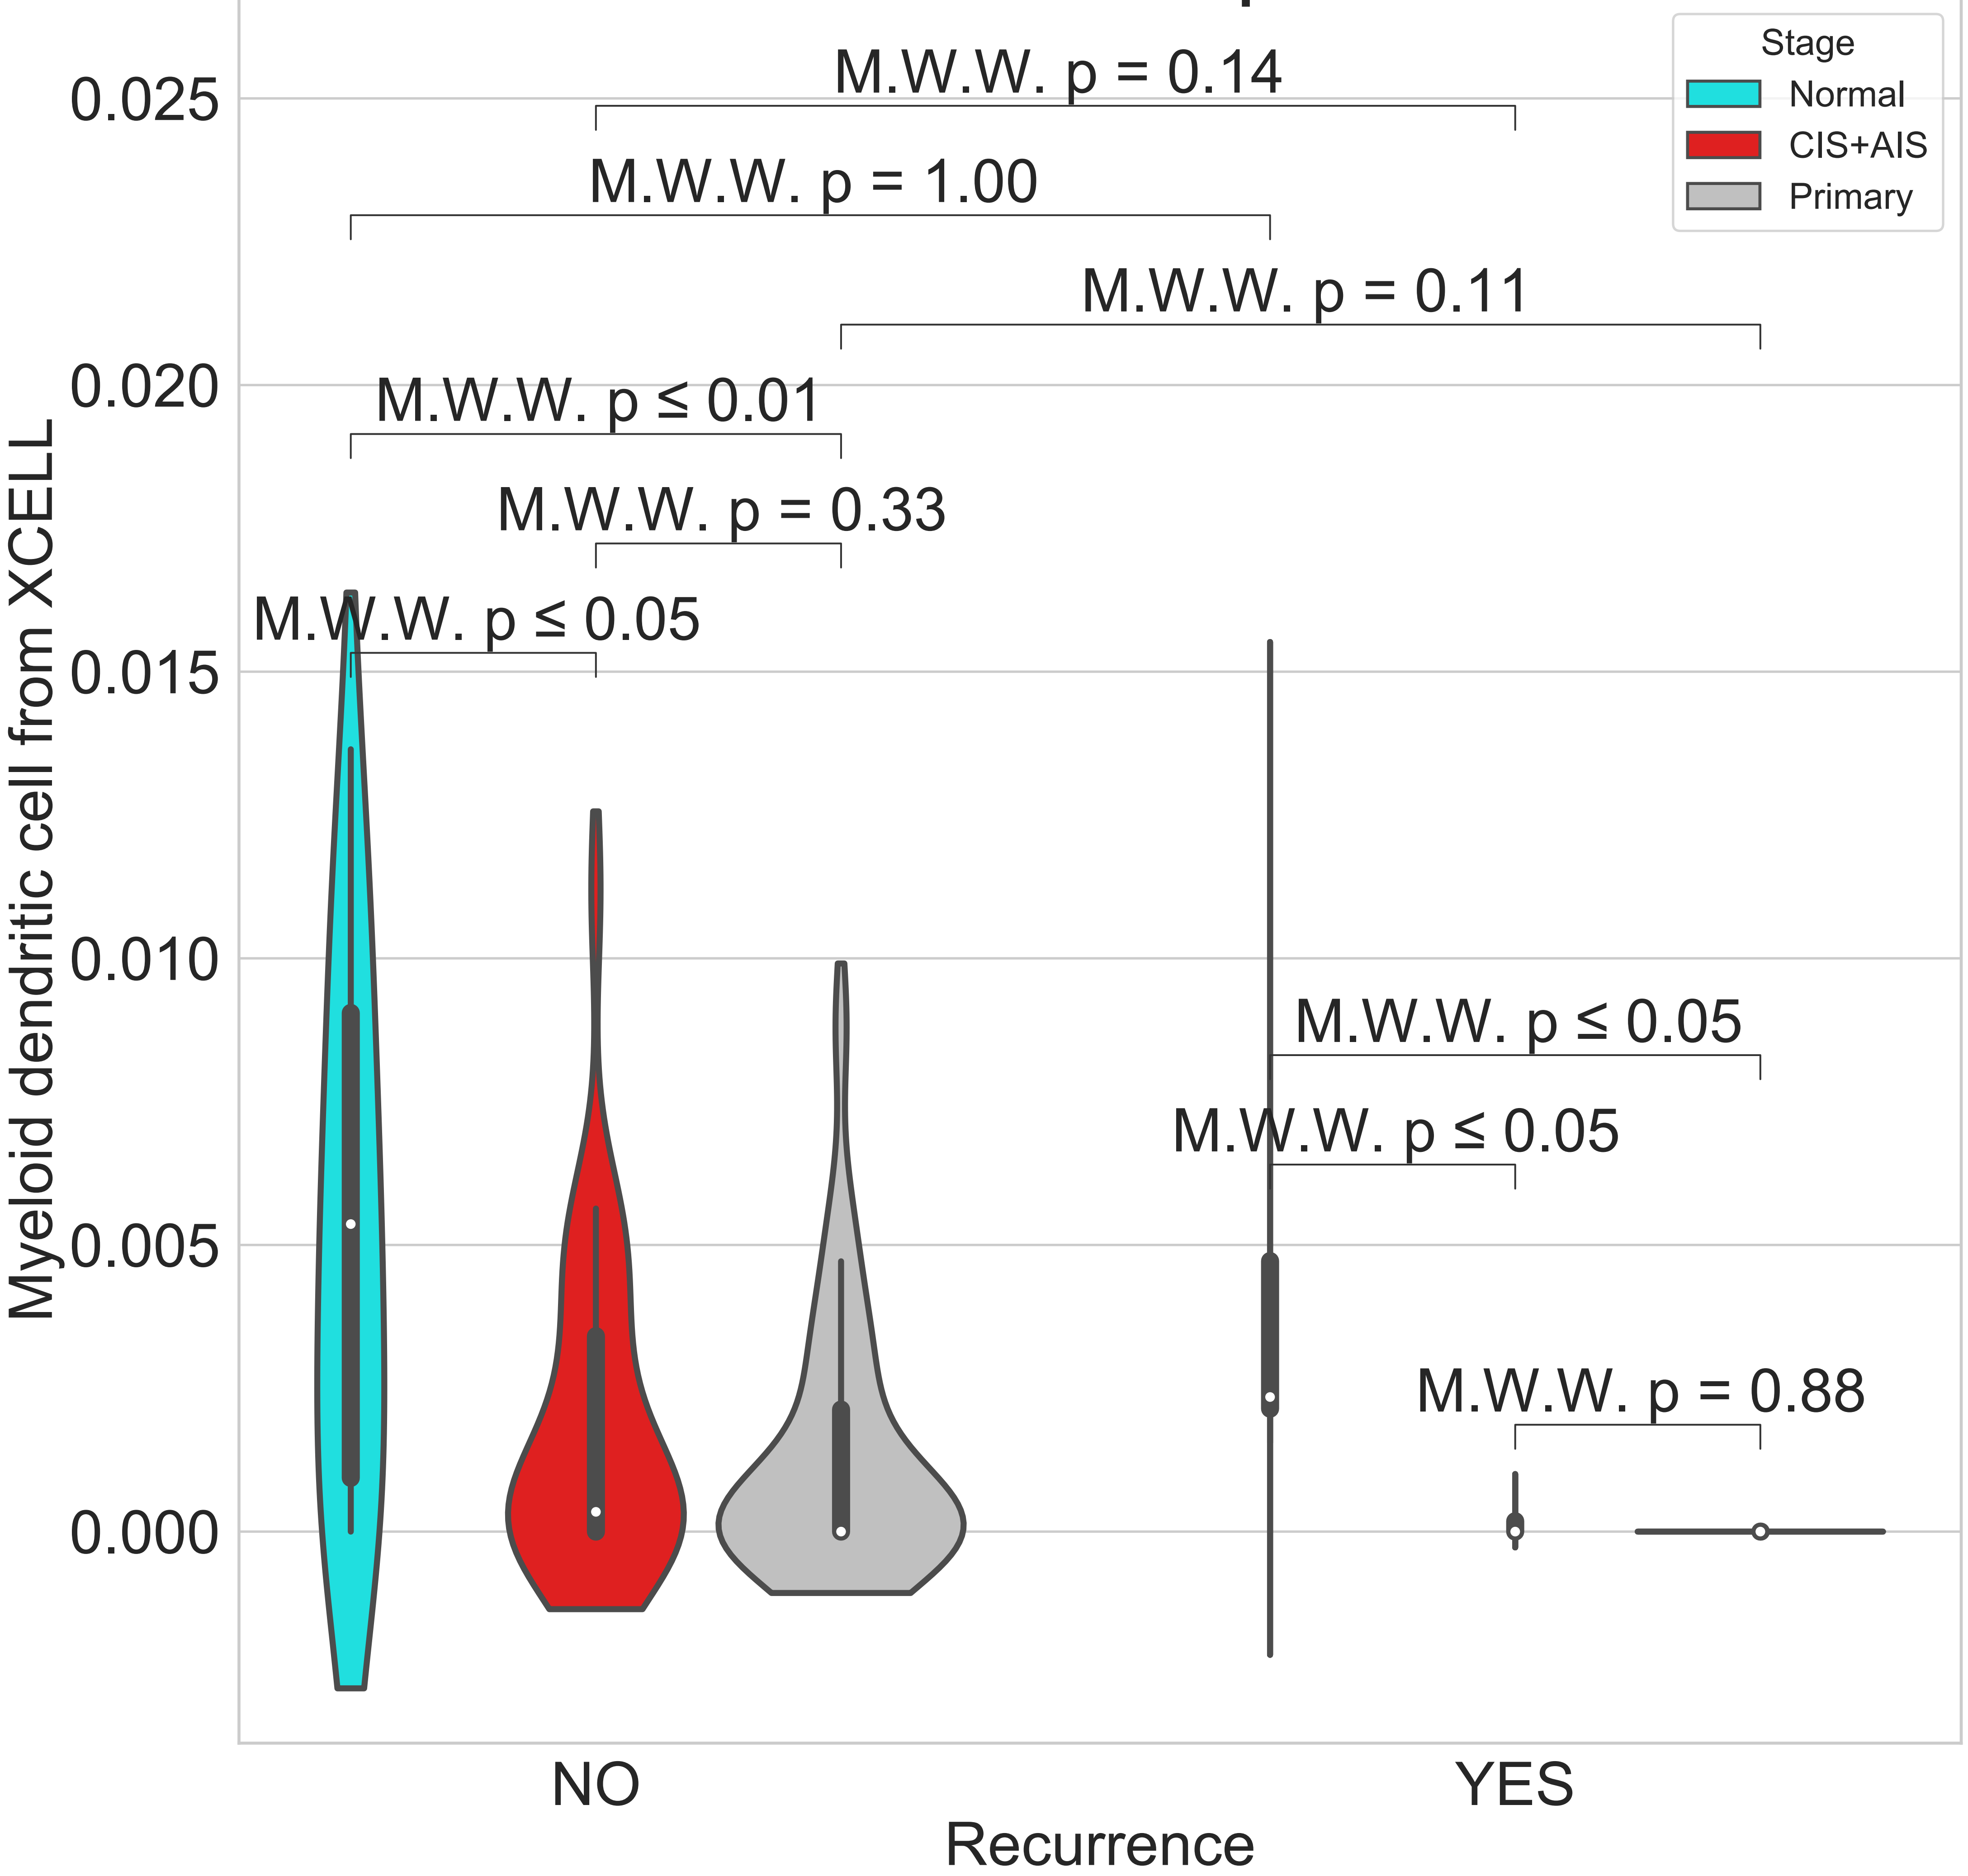 Stage
Normal
CIS+AIS
Primary
M.W.W. p = 0.14
M.W.W. p = 1.00
M.W.W. p = 0.11
M.W.W. p ≤ 0.01
M.W.W. p = 0.33
M.W.W. p ≤ 0.05
M.W.W. p ≤ 0.05
M.W.W. p ≤ 0.05
M.W.W. p = 0.88
0.025
0.020
0.015
0.010
0.005
0.000
Myeloid dendritic cell from XCELL
NO
YES
Recurrence